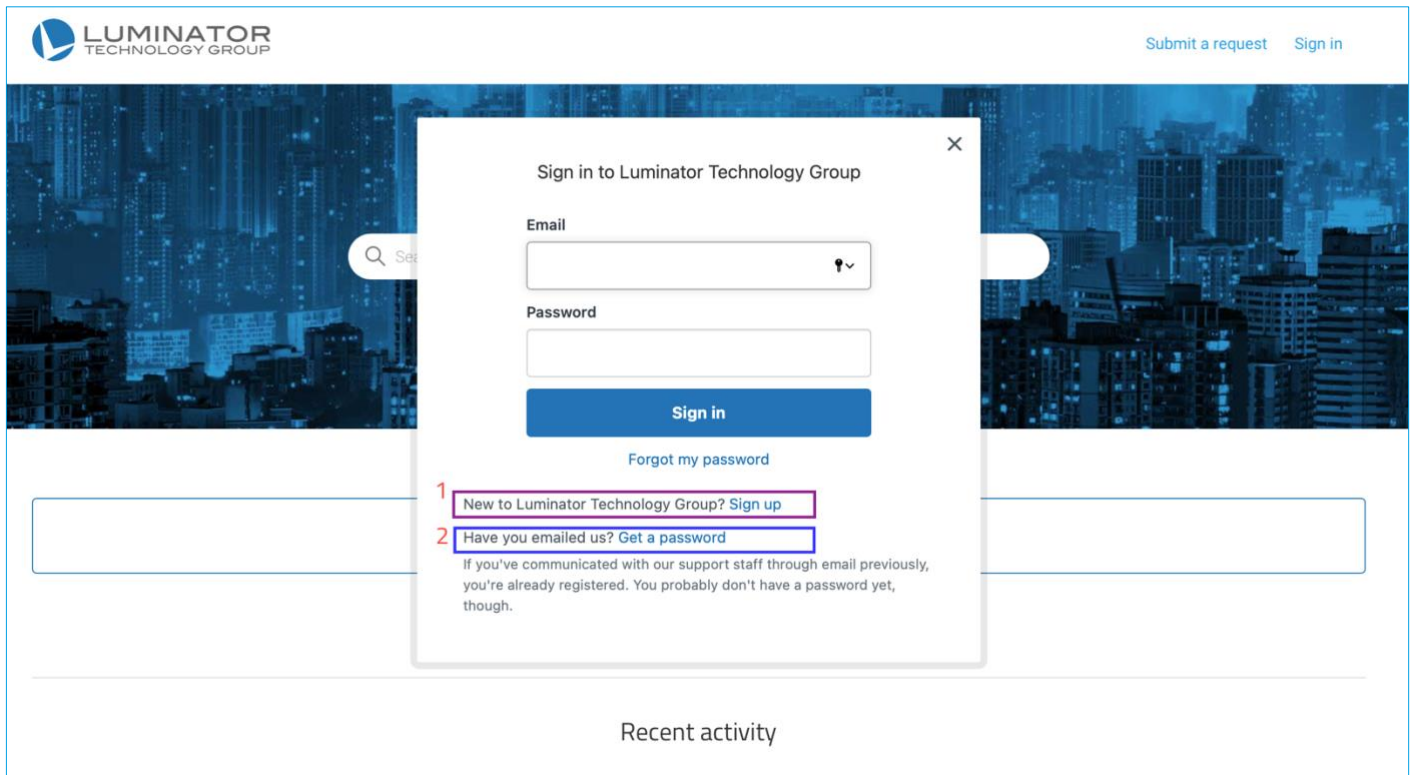 LUMINATOR
TECHNOLOGY GROUP
Submit a request Sign in
Sign in to Luminator Technology Group
Email
Sea
Password
Sign in
Forgot my password
1
New to Luminator Technology Group? Sign up
2
Have you emailed us? Get a password
If you've communicated with our support staff through email previously,
you're already registered. You probably don't have a password yet,
though.
Recent activity